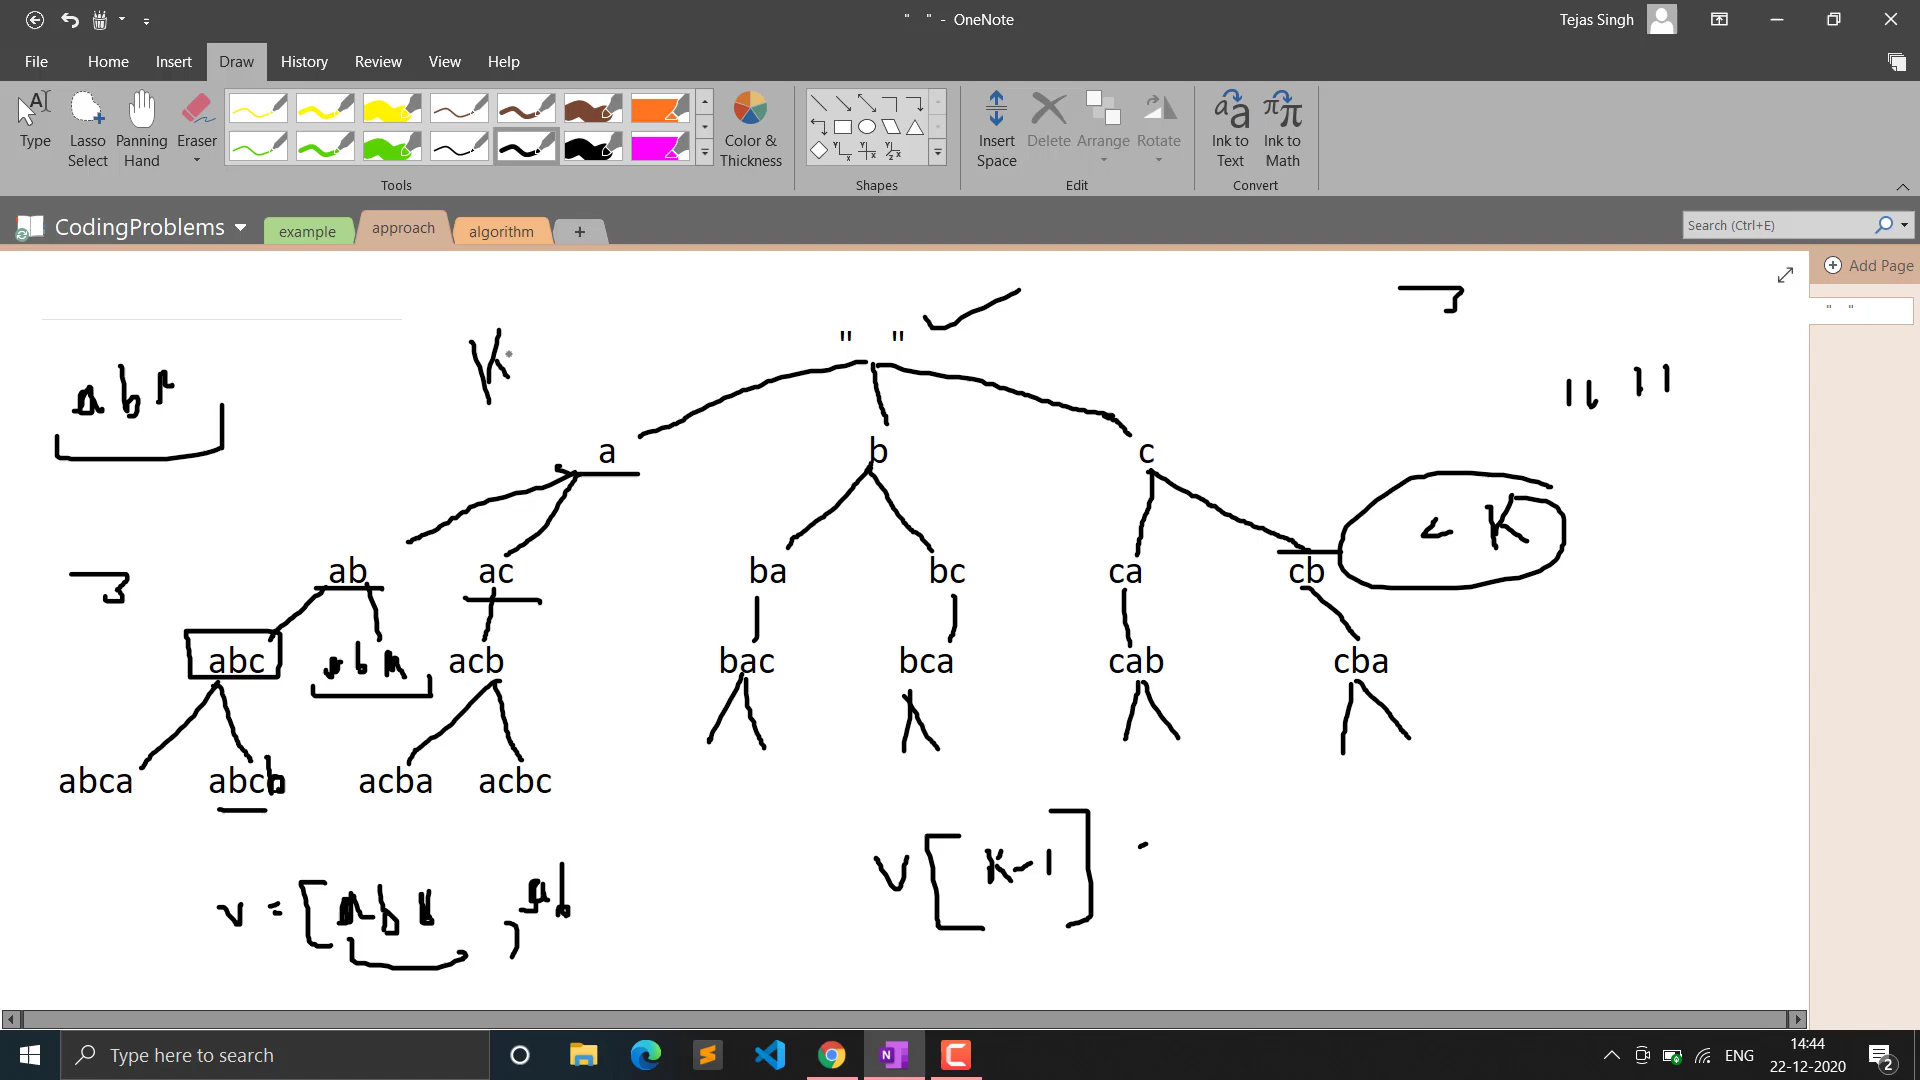 " " - OneNote
Tejas Singh
File Home Insert Draw History Review View Help
Type
Lasso Select
Panning Hand
Eraser
Color & Thickness
Insert Space
Delete
Arrange
Rotate
Ink to Text
Ink to Math
Tools
Shapes
Edit
Convert
CodingProblems
example
approach
algorithm
+
Search (Ctrl+E)
Add Page
" "
K
" "
a b c
a b c
< K
ab ac ba bc ca cb
abc aba acb bac bca cab cba
abca abcb acba acbc
v [ K-1 ]
Type here to search
ENG
14:44
22-12-2020
2